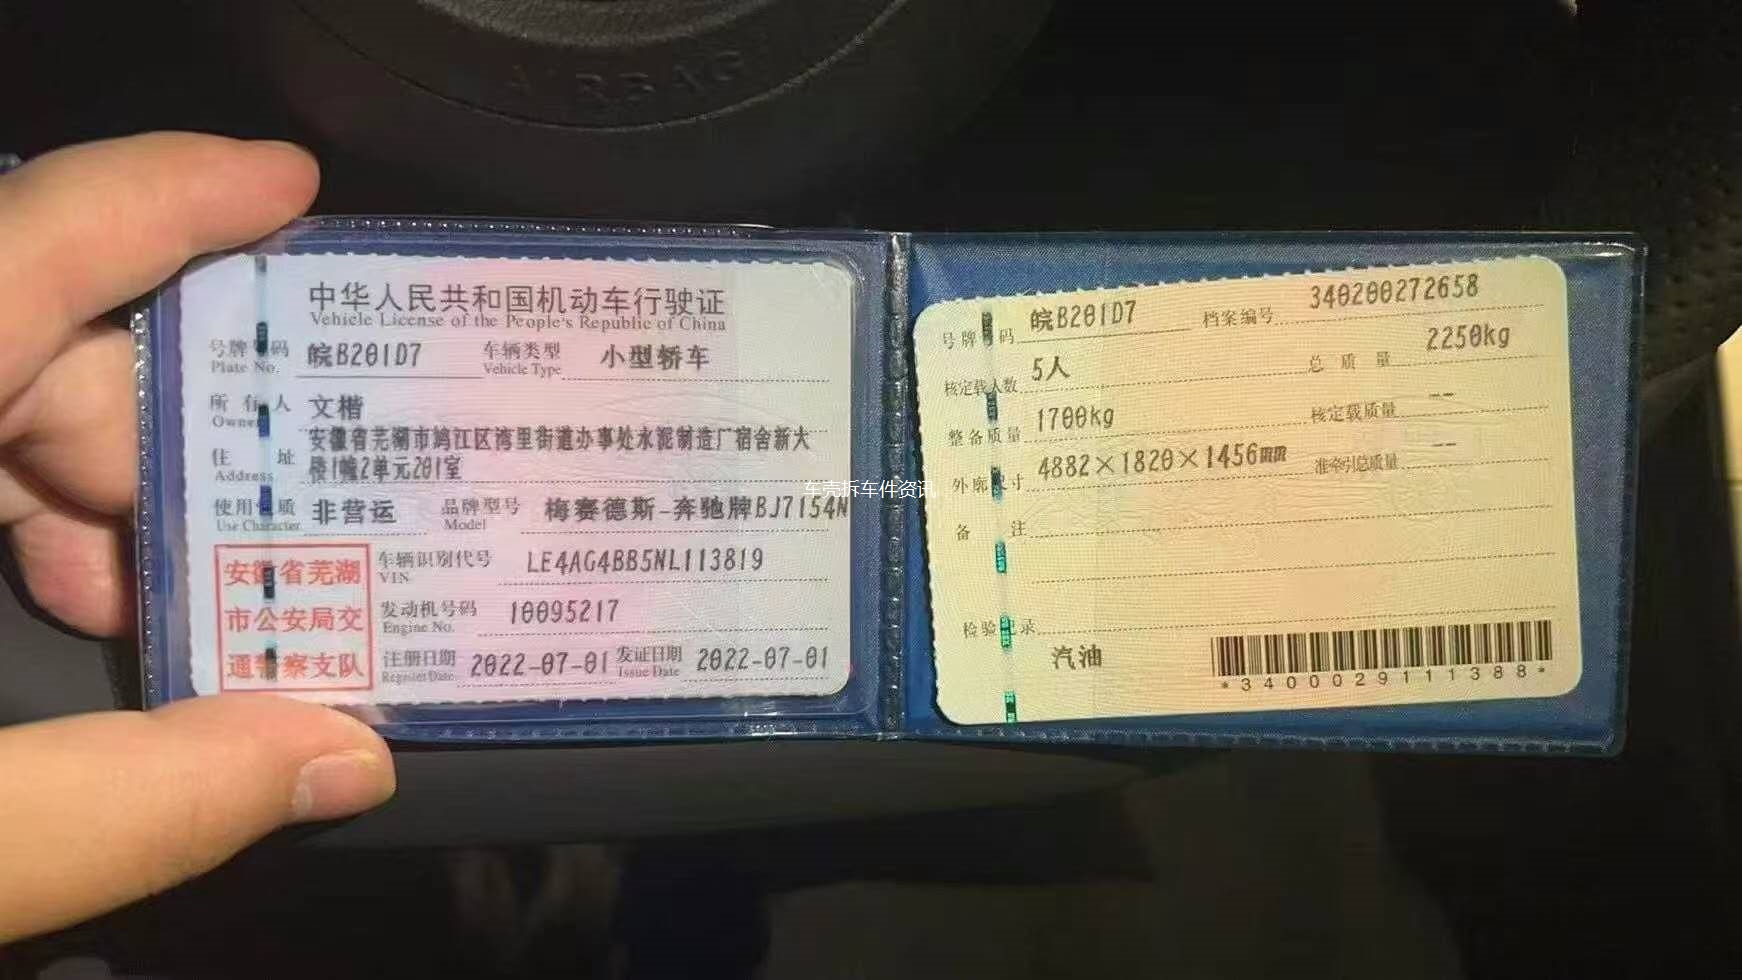 AIRBAG
中华人民共和国机动车行驶证
Vehicle License of the People's Republic of China
号牌号码 皖B201D7 车辆类型 小型轿车
Plate No. Vehicle Type
所有人 文楷
Owner
住址 安徽省芜湖市鸠江区湾里街道办事处水泥制造厂宿舍新大
Address 楼1幢2单元201室
使用性质 非营运 品牌型号 梅赛德斯-奔驰牌BJ7154N
Use Character Model
安徽省芜湖
市公安局交
通警察支队
车辆识别代号 LE4AG4BB5NL113819
VIN
发动机号码 10095217
Engine No.
注册日期 2022-07-01 发证日期 2022-07-01
Register Date Issue Date
号牌号码 皖B201D7 档案编号 340200272658
核定载人数 5人 总质量 2250kg
整备质量 1700kg 核定载质量 --
外廓尺寸 4882×1820×1456mm 准牵引总质量 --
备注
检验记录
汽油
*3400029111388*
车壳拆车件资讯